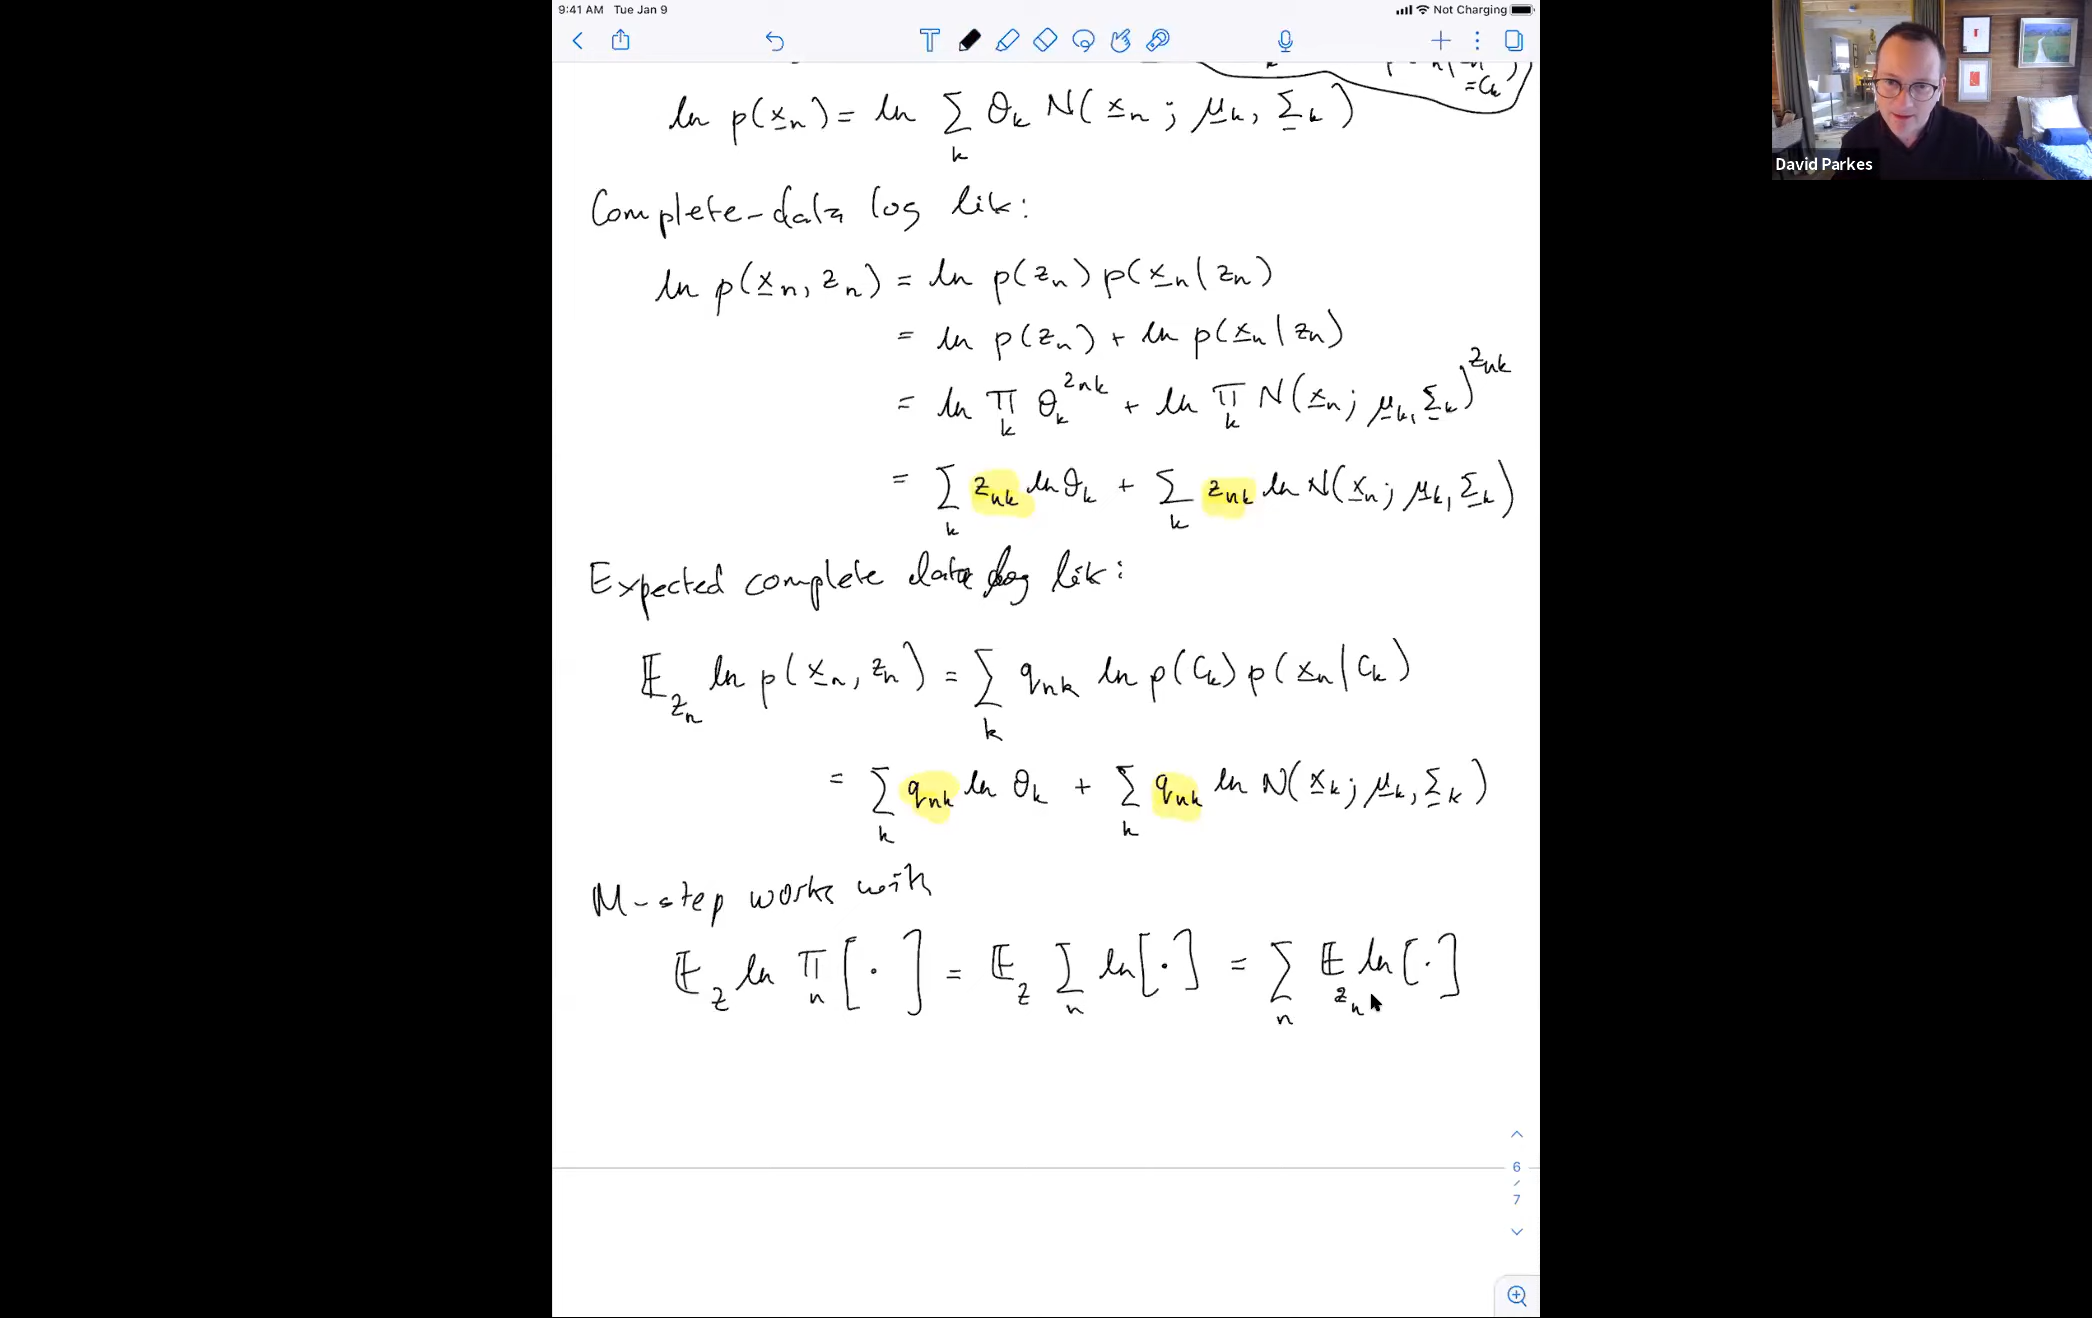 9:41 AM Tue Jan 9
Not Charging
= C_k
ln p(x_n) = ln Σ_k θ_k N(x_n ; μ_k, Σ_k)
Complete-data log lik:
ln p(x_n, z_n) = ln p(z_n) p(x_n | z_n)
= ln p(z_n) + ln p(x_n | z_n)
= ln Π_k θ_k^{z_nk} + ln Π_k N(x_n ; μ_k, Σ_k)^{z_nk}
= Σ_k z_nk ln θ_k + Σ_k z_nk ln N(x_n ; μ_k, Σ_k)
Expected complete data log lik:
𝔼_{z_n} ln p(x_n, z_n) = Σ_k q_nk ln p(C_k) p(x_n | C_k)
= Σ_k q_nk ln θ_k + Σ_k q_nk ln N(x_k ; μ_k, Σ_k)
M-step works with
𝔼_z ln Π_n [ · ] = 𝔼_z Σ_n ln [ · ] = Σ_n 𝔼_{z_n} ln [ · ]
6
/
7
David Parkes